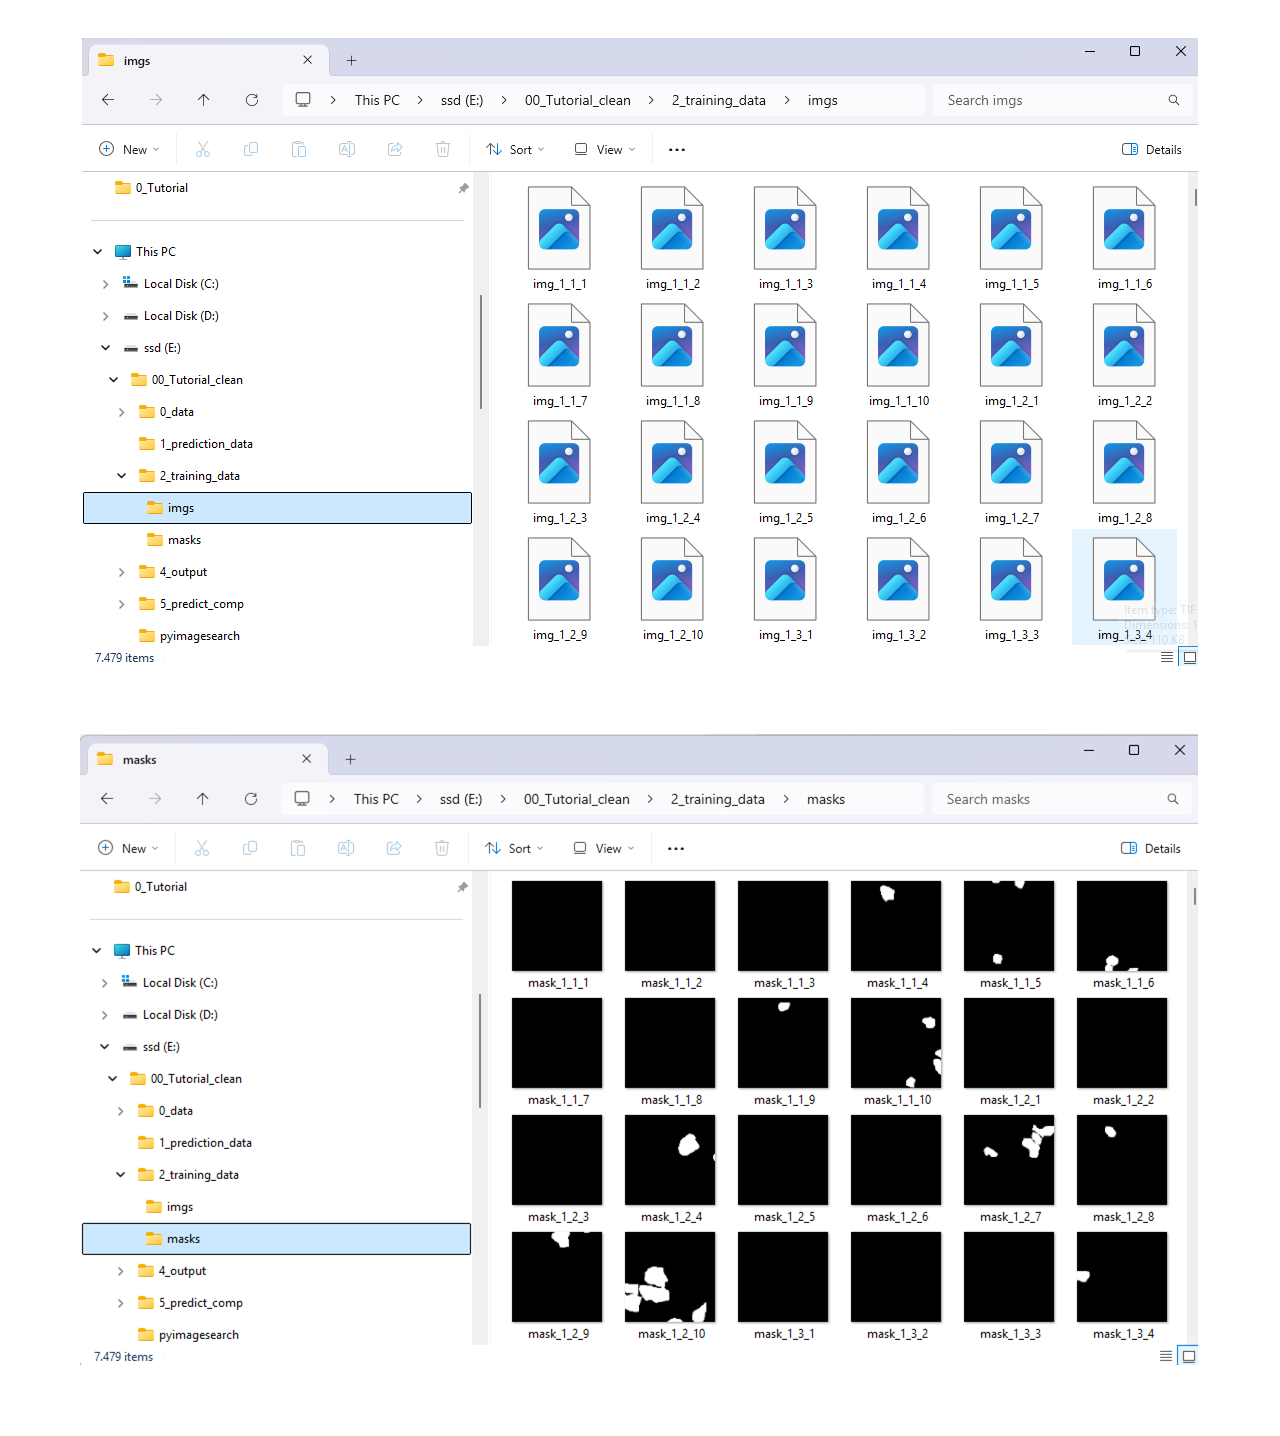 imgs
This PC > ssd (E:) > 00_Tutorial_clean > 2_training_data > imgs
Search imgs
New
Sort
View
Details
0_Tutorial
This PC
Local Disk (C:)
Local Disk (D:)
ssd (E:)
00_Tutorial_clean
0_data
1_prediction_data
2_training_data
imgs
masks
4_output
5_predict_comp
pyimagesearch
img_1_1_1 img_1_1_2 img_1_1_3 img_1_1_4 img_1_1_5 img_1_1_6
img_1_1_7 img_1_1_8 img_1_1_9 img_1_1_10 img_1_2_1 img_1_2_2
img_1_2_3 img_1_2_4 img_1_2_5 img_1_2_6 img_1_2_7 img_1_2_8
img_1_2_9 img_1_2_10 img_1_3_1 img_1_3_2 img_1_3_3 img_1_3_4
Item type: TIF
Dimensions: 1
110 KB
7.479 items
masks
This PC > ssd (E:) > 00_Tutorial_clean > 2_training_data > masks
Search masks
New
Sort
View
Details
0_Tutorial
This PC
Local Disk (C:)
Local Disk (D:)
ssd (E:)
00_Tutorial_clean
0_data
1_prediction_data
2_training_data
imgs
masks
4_output
5_predict_comp
pyimagesearch
mask_1_1_1 mask_1_1_2 mask_1_1_3 mask_1_1_4 mask_1_1_5 mask_1_1_6
mask_1_1_7 mask_1_1_8 mask_1_1_9 mask_1_1_10 mask_1_2_1 mask_1_2_2
mask_1_2_3 mask_1_2_4 mask_1_2_5 mask_1_2_6 mask_1_2_7 mask_1_2_8
mask_1_2_9 mask_1_2_10 mask_1_3_1 mask_1_3_2 mask_1_3_3 mask_1_3_4
7.479 items